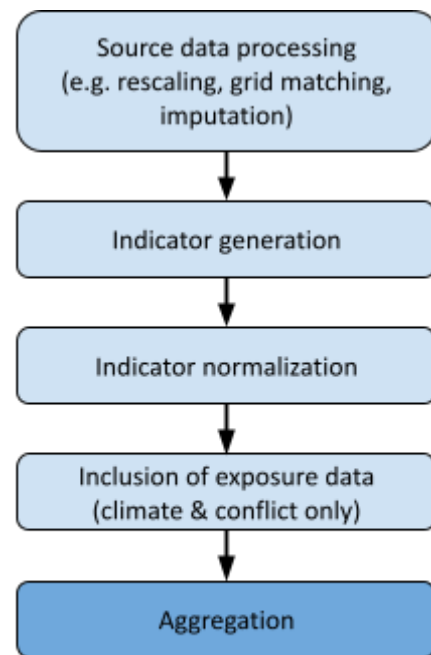 Source data processing
(e.g. rescaling, grid matching,
imputation)
Indicator generation
Indicator normalization
Inclusion of exposure data
(climate & conflict only)
Aggregation